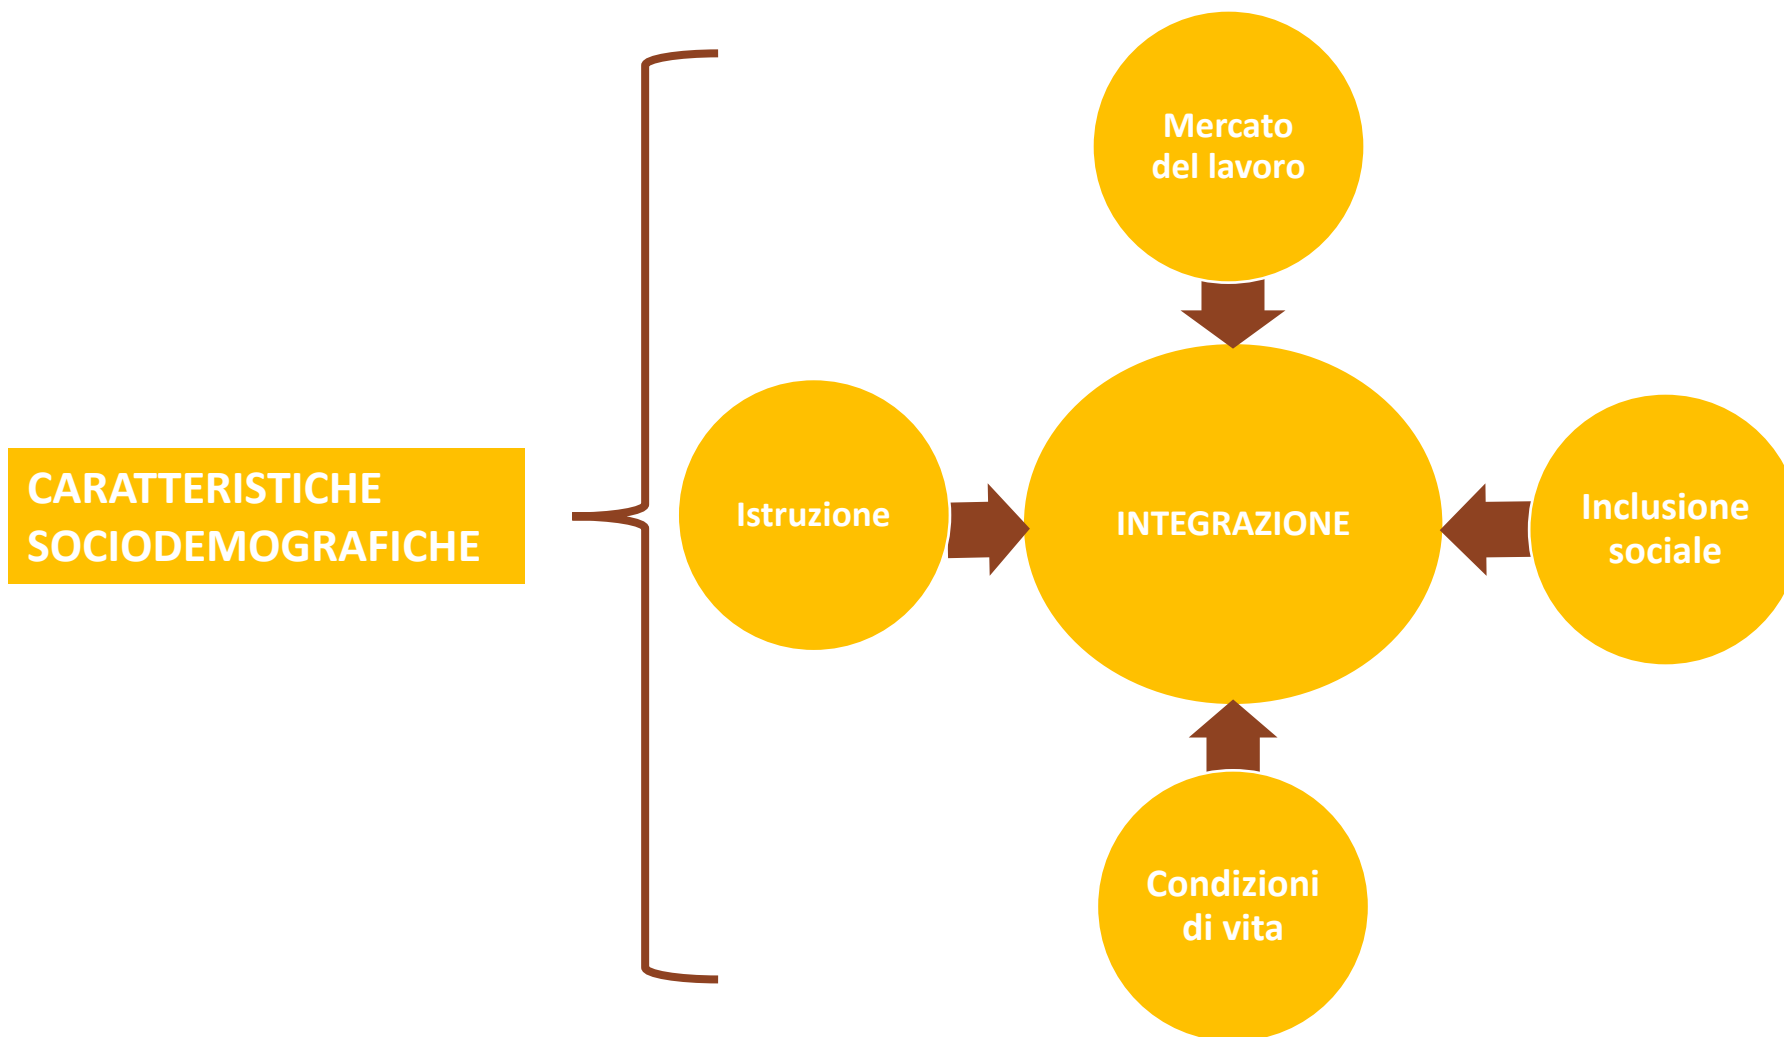 Mercato
del lavoro
CARATTERISTICHE
SOCIODEMOGRAFICHE
Istruzione
INTEGRAZIONE
Inclusione
sociale
Condizioni
di vita